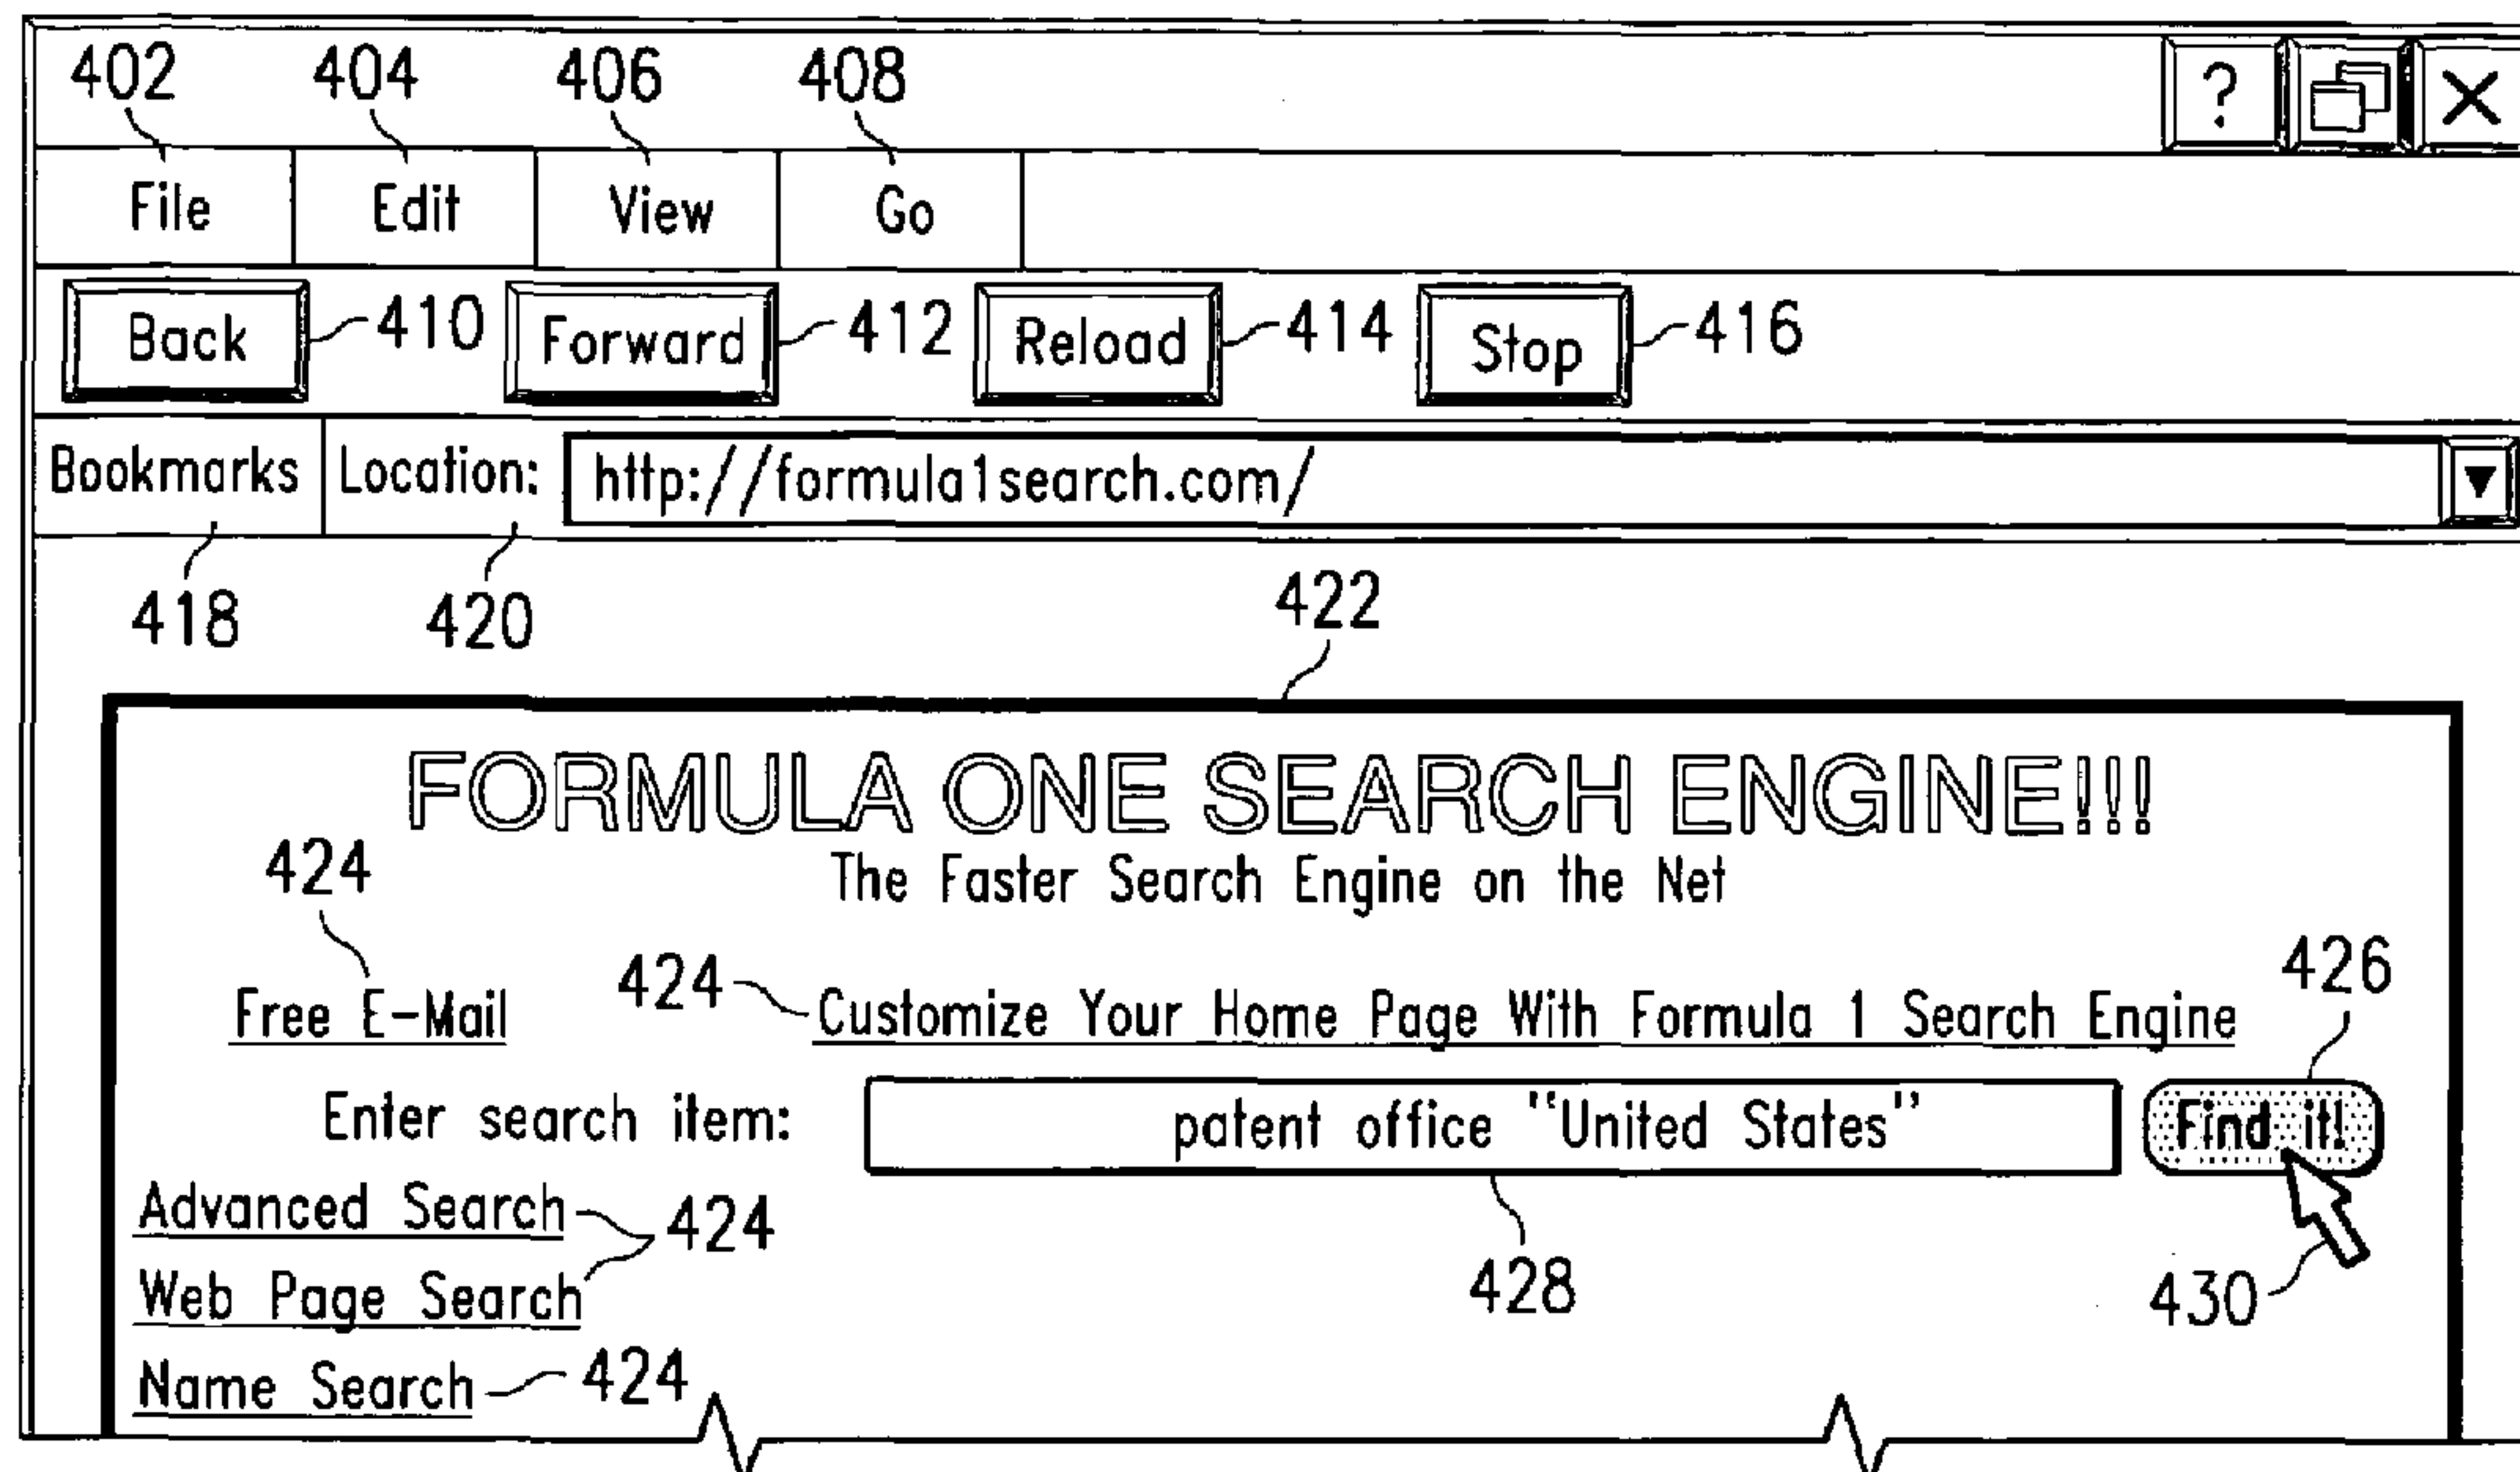 402 404 406 408 ?
File Edit View Go
Back 410 Forward 412 Reload 414 Stop 416
Bookmarks Location: http://formula1search.com/
418 420 422
FORMULA ONE SEARCH ENGINE!!!
The Faster Search Engine on the Net
424
424 426
Free E-Mail Customize Your Home Page With Formula 1 Search Engine
Enter search item: patent office "United States" Find it!
Advanced Search 424
Web Page Search 428 430
Name Search 424